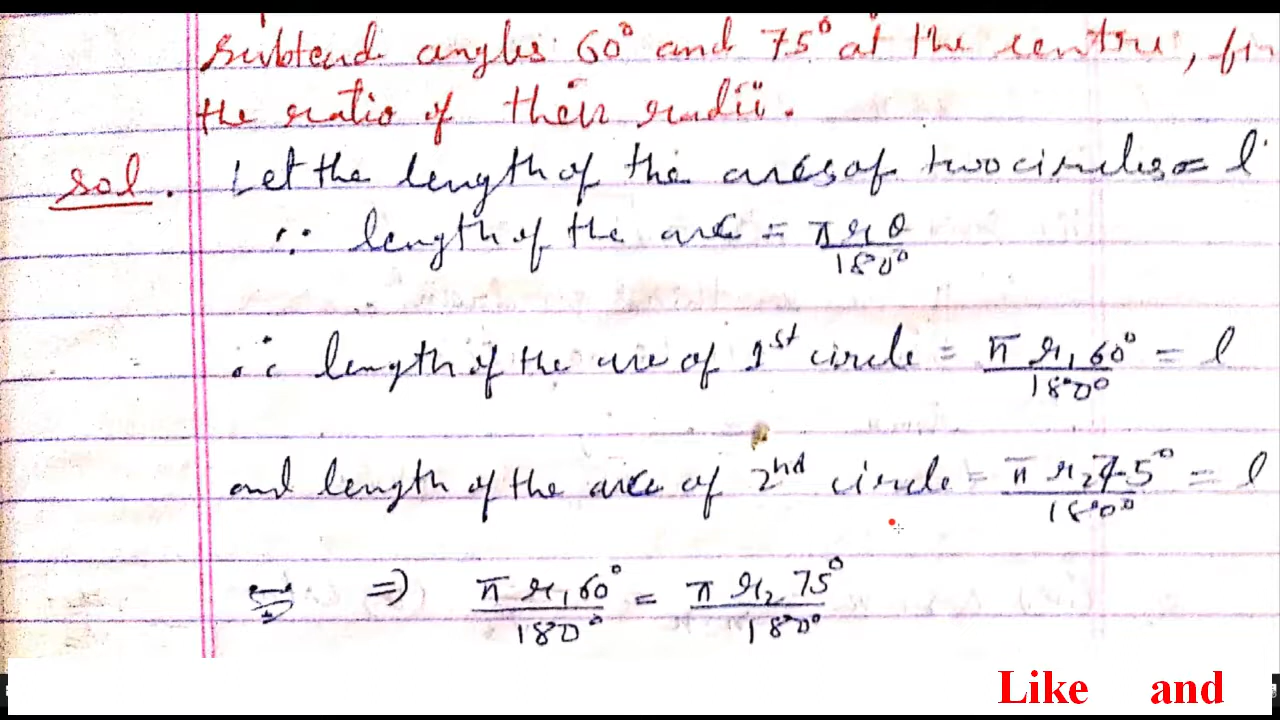 subtend angles 60° and 75° at the centre, fin
the ratio of their radii.
sol. Let the length of the arcs of two circles = l
∵ length of the arc = πrθ/180°
∴ length of the arc of 1st circle = πr₁60°/180° = l
and length of the arc of 2nd circle = πr₂75°/180° = l
⇒ πr₁60°/180° = πr₂75°/180°
Like and